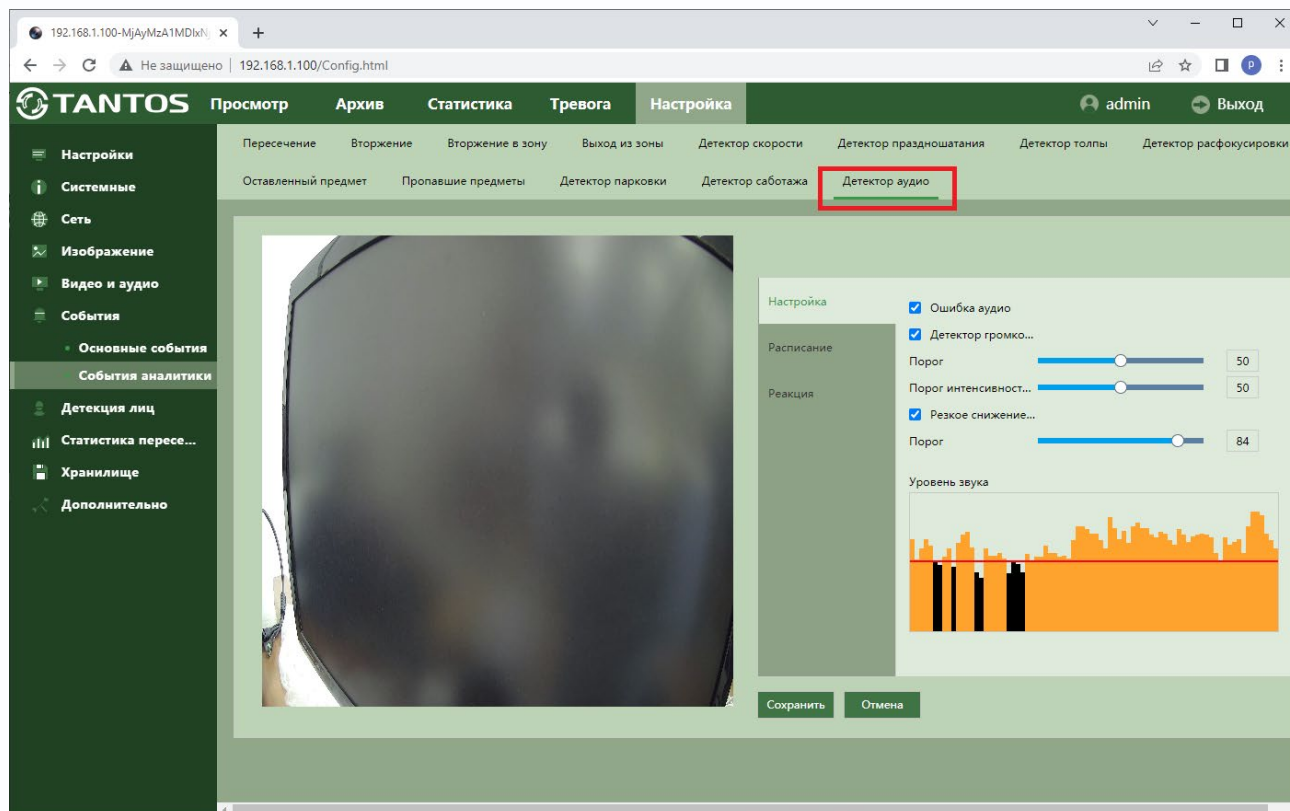 192.168.1.100-MjAyMzA1MDIxN
Не защищено | 192.168.1.100/Config.html
P
TANTOS Просмотр Архив Статистика Тревога Настройка admin Выход
Пересечение Вторжение Вторжение в зону Выход из зоны Детектор скорости Детектор праздношатания Детектор толпы Детектор расфокусировки
Оставленный предмет Пропавшие предметы Детектор парковки Детектор саботажа Детектор аудио
Настройки
Системные
Сеть
Изображение
Видео и аудио
События
Основные события
События аналитики
Детекция лиц
Статистика пересе...
Хранилище
Дополнительно
Настройка
Расписание
Реакция
Ошибка аудио
Детектор громко...
Порог 50
Порог интенсивност... 50
Резкое снижение...
Порог 84
Уровень звука
Сохранить Отмена